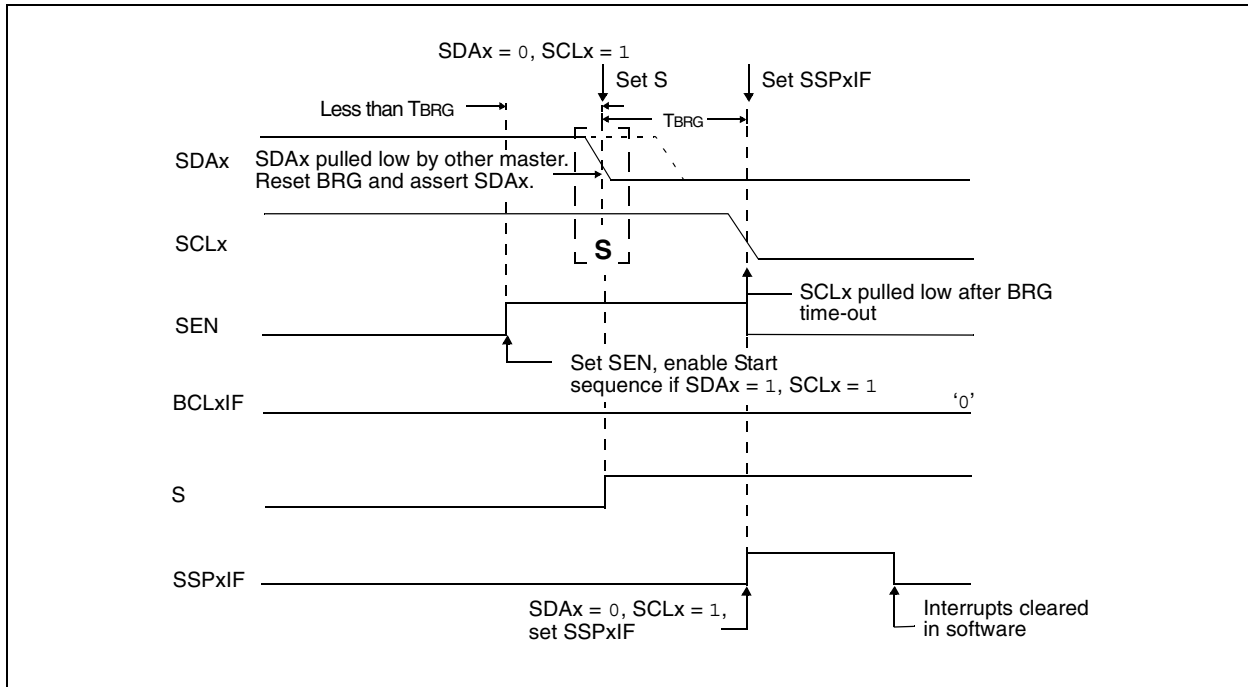 SDAx = 0, SCLx = 1
Set S
Set SSPxIF
Less than TBRG
TBRG
SDAx
SDAx pulled low by other master.
Reset BRG and assert SDAx.
SCLx
S
SEN
SCLx pulled low after BRG
time-out
Set SEN, enable Start
sequence if SDAx = 1, SCLx = 1
BCLxIF
‘0’
S
SSPxIF
SDAx = 0, SCLx = 1,
set SSPxIF
Interrupts cleared
in software